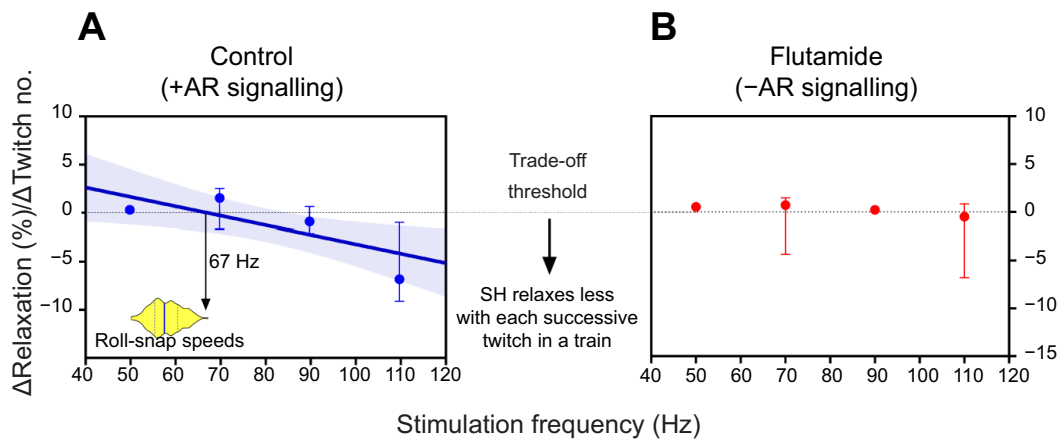 A
Control
(+AR signalling)
B
Flutamide
(−AR signalling)
ΔRelaxation (%)/ΔTwitch no.
10
5
0
−5
−10
67 Hz
Roll-snap speeds
40 50 60 70 80 90 100 110 120
Trade-off
threshold
SH relaxes less
with each successive
twitch in a train
10
5
0
−5
−10
−15
40 50 60 70 80 90 100 110 120
Stimulation frequency (Hz)